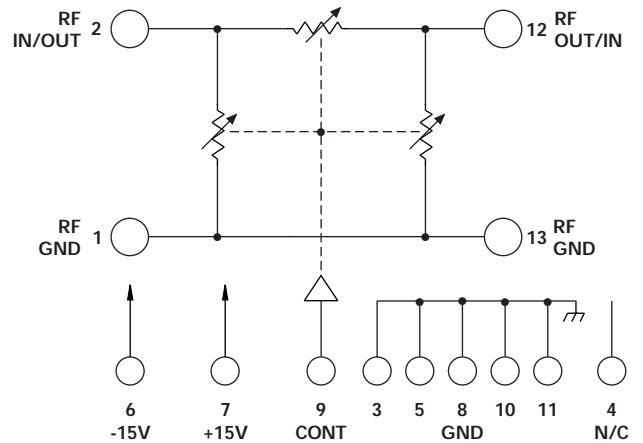 RF
IN/OUT 2
12 RF
OUT/IN
RF
GND 1
13 RF
GND
6
-15V
7
+15V
9
CONT
3 5 8 10 11
GND
4
N/C